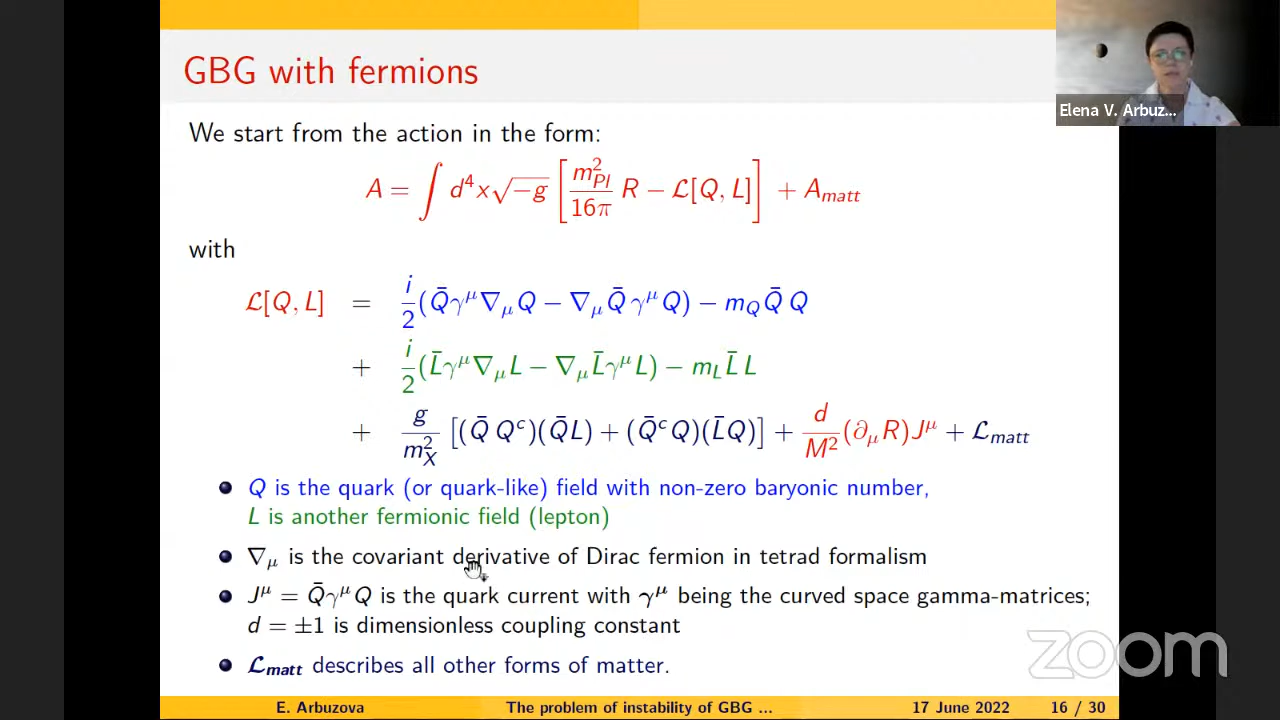 GBG with fermions
Elena V. Arbuz...
We start from the action in the form:
A = ∫ d⁴x√−g [ m²_Pl / 16π R − ℒ[Q, L] ] + A_matt
with
ℒ[Q, L] = i/2 (Q̄γ^μ∇_μQ − ∇_μQ̄ γ^μQ) − m_Q Q̄ Q
+ i/2 (L̄γ^μ∇_μL − ∇_μL̄γ^μL) − m_L L̄ L
+ g/m²_X [(Q̄ Q^c)(Q̄L) + (Q̄^cQ)(L̄Q)] + d/M² (∂_μR)J^μ + ℒ_matt
Q is the quark (or quark-like) field with non-zero baryonic number,
L is another fermionic field (lepton)
∇_μ is the covariant derivative of Dirac fermion in tetrad formalism
J^μ = Q̄γ^μQ is the quark current with γ^μ being the curved space gamma-matrices;
d = ±1 is dimensionless coupling constant
ℒ_matt describes all other forms of matter.
zoom
E. Arbuzova The problem of instability of GBG ... 17 June 2022 16 / 30